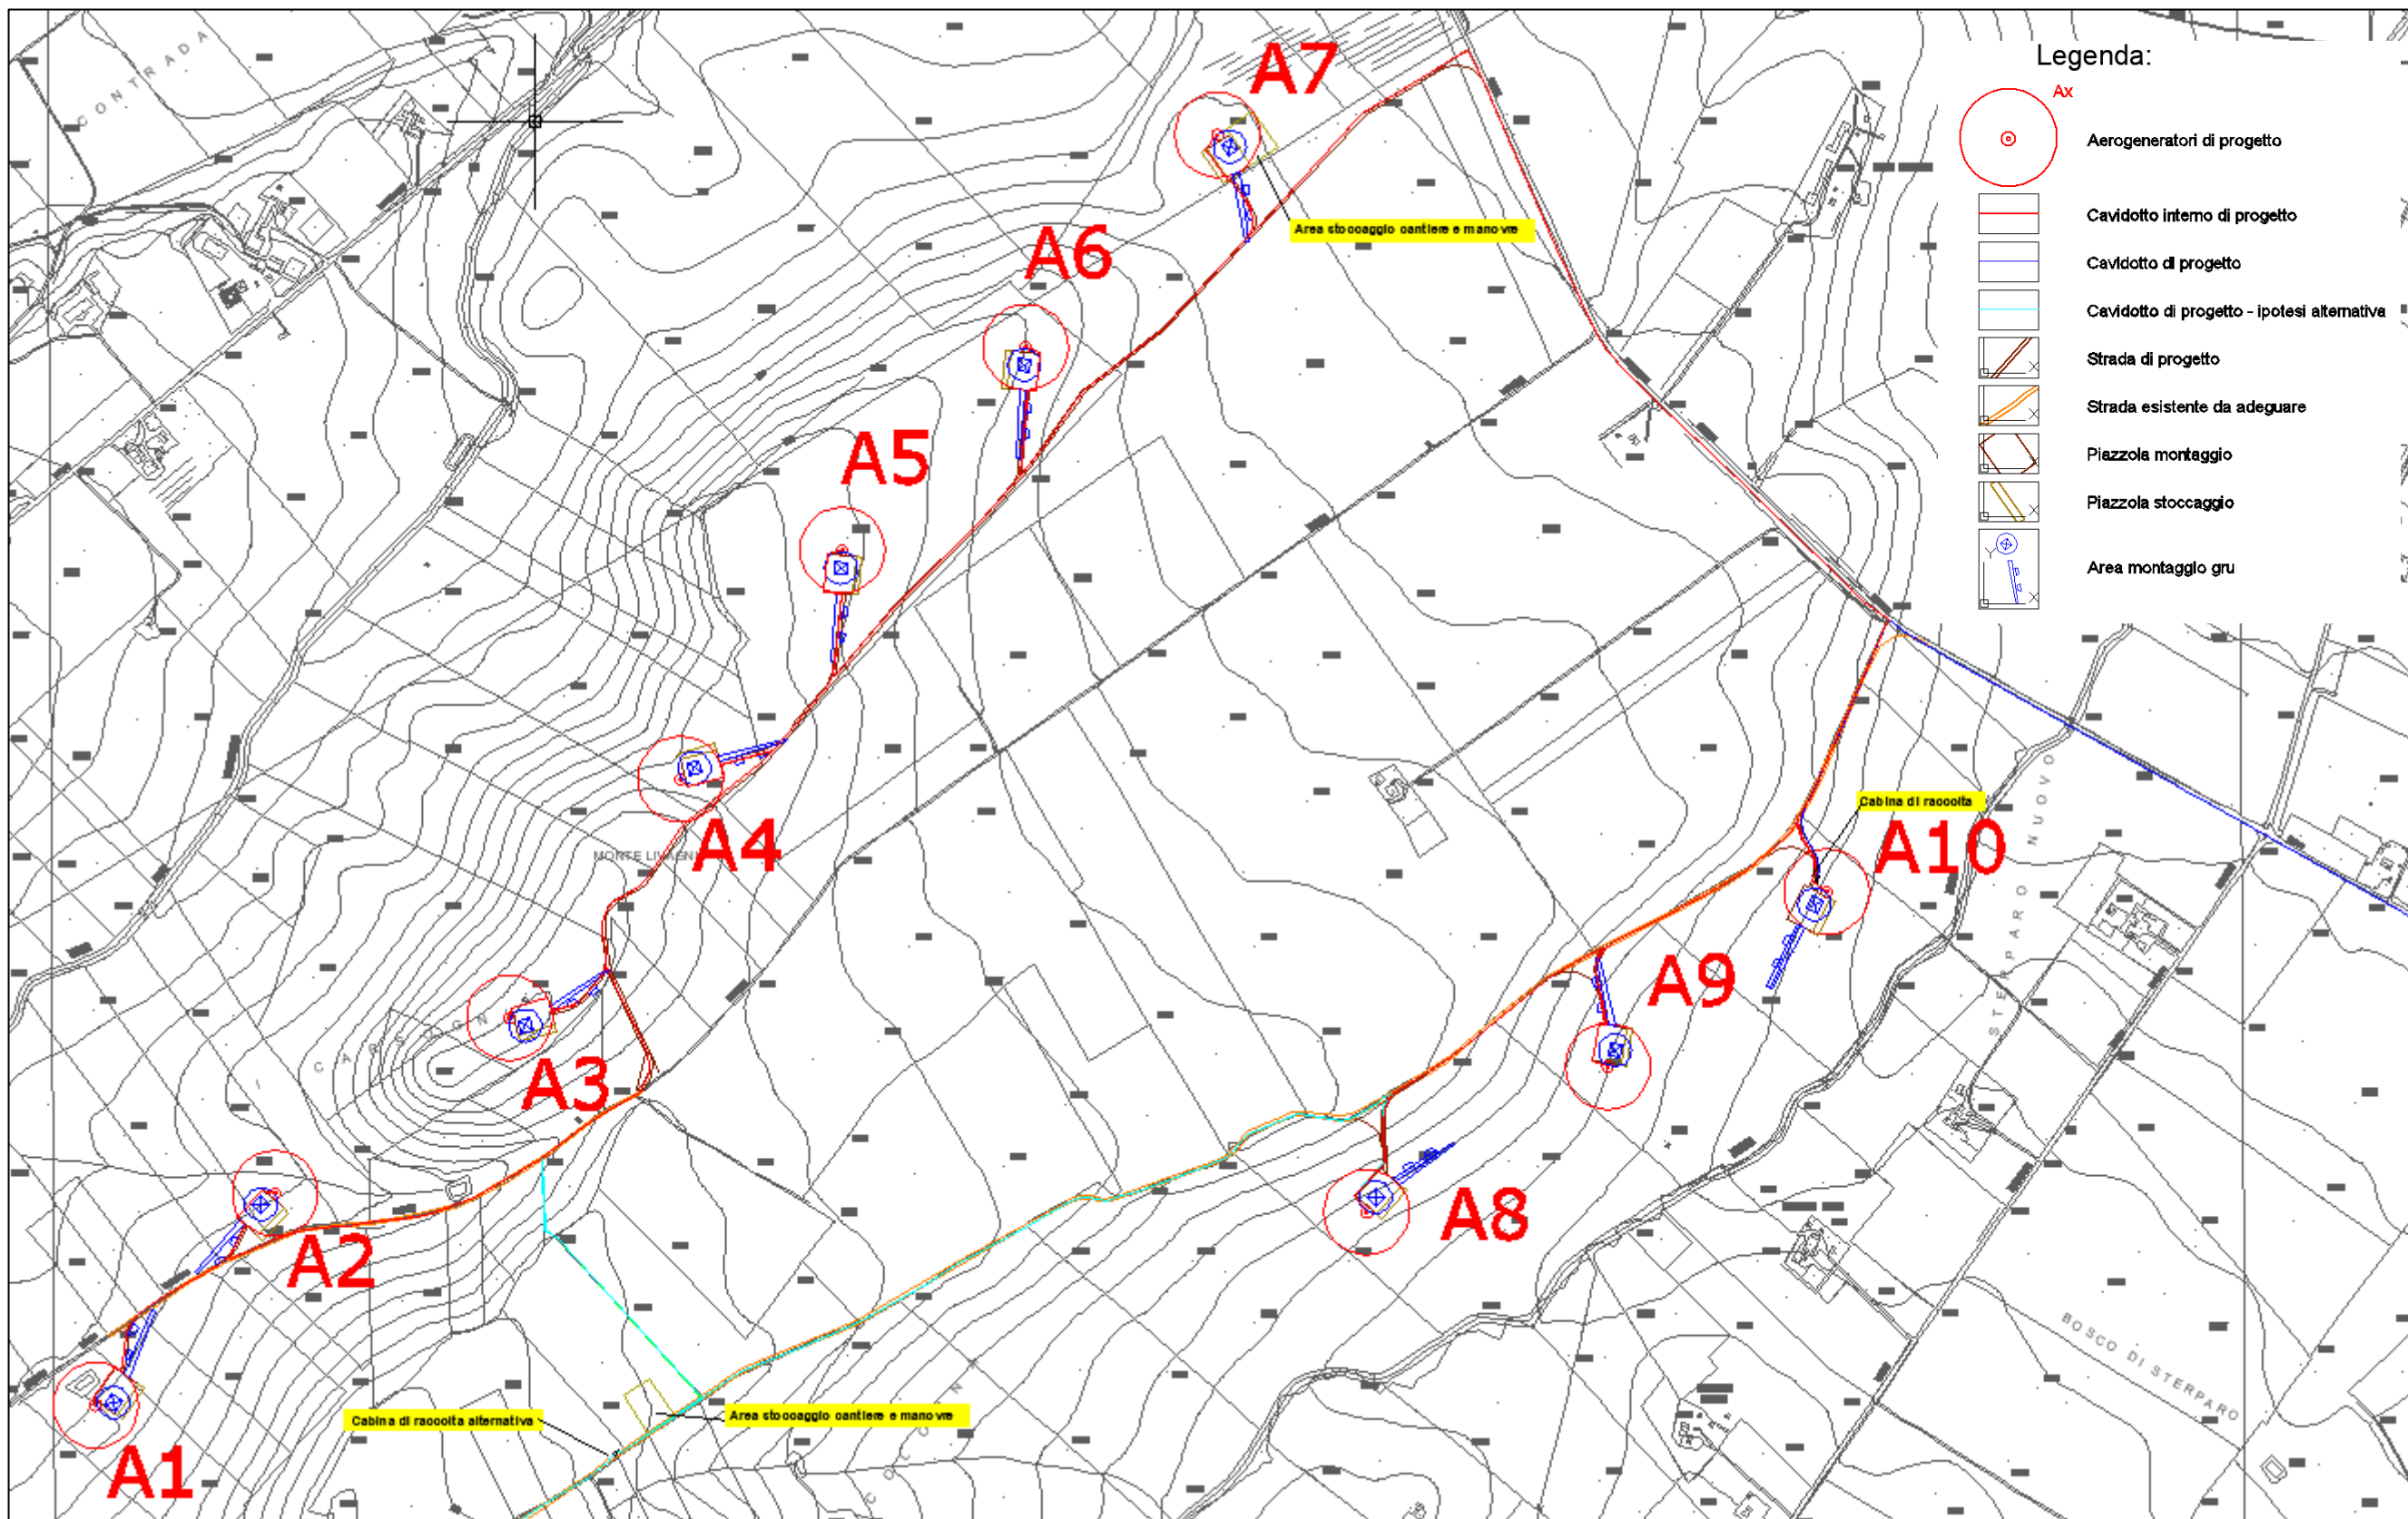 CONTRADA
A7
Legenda:
Ax
Aerogeneratori di progetto
Cavidotto interno di progetto
Cavidotto di progetto
Cavidotto di progetto - ipotesi alternativa
Strada di progetto
Strada esistente da adeguare
Piazzola montaggio
Piazzola stoccaggio
Area montaggio gru
Area stoccaggio cantiere e manovre
A6
A5
A4
MONTE LIVAGNI
Cabina di raccolta
A10
STERPARO NUOVO
A9
A3
A8
A2
BOSCO DI STERPARO
Cabina di raccolta alternativa
Area stoccaggio cantiere e manovre
A1